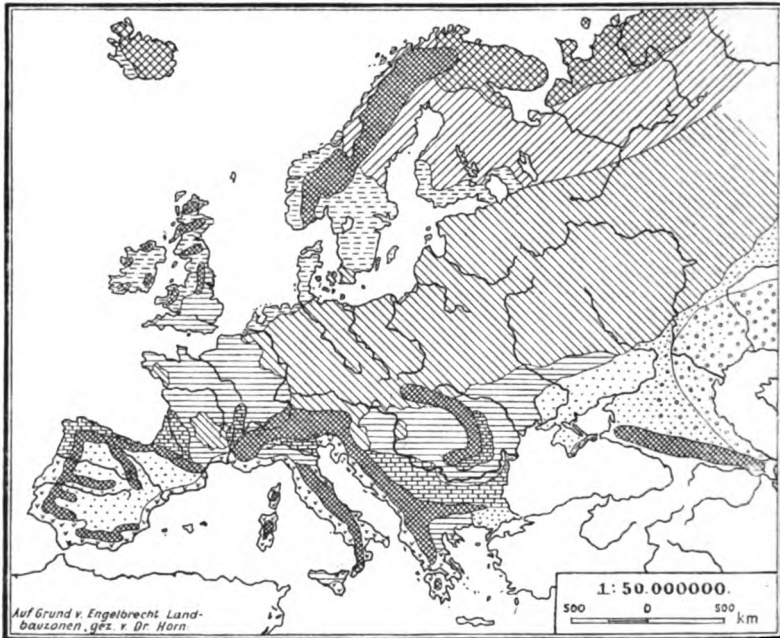 1:50.000000.
500 0 500 km
Auf Grund v. Engelbrecht Land-
bauzonen, gez. v. Dr. Horn.